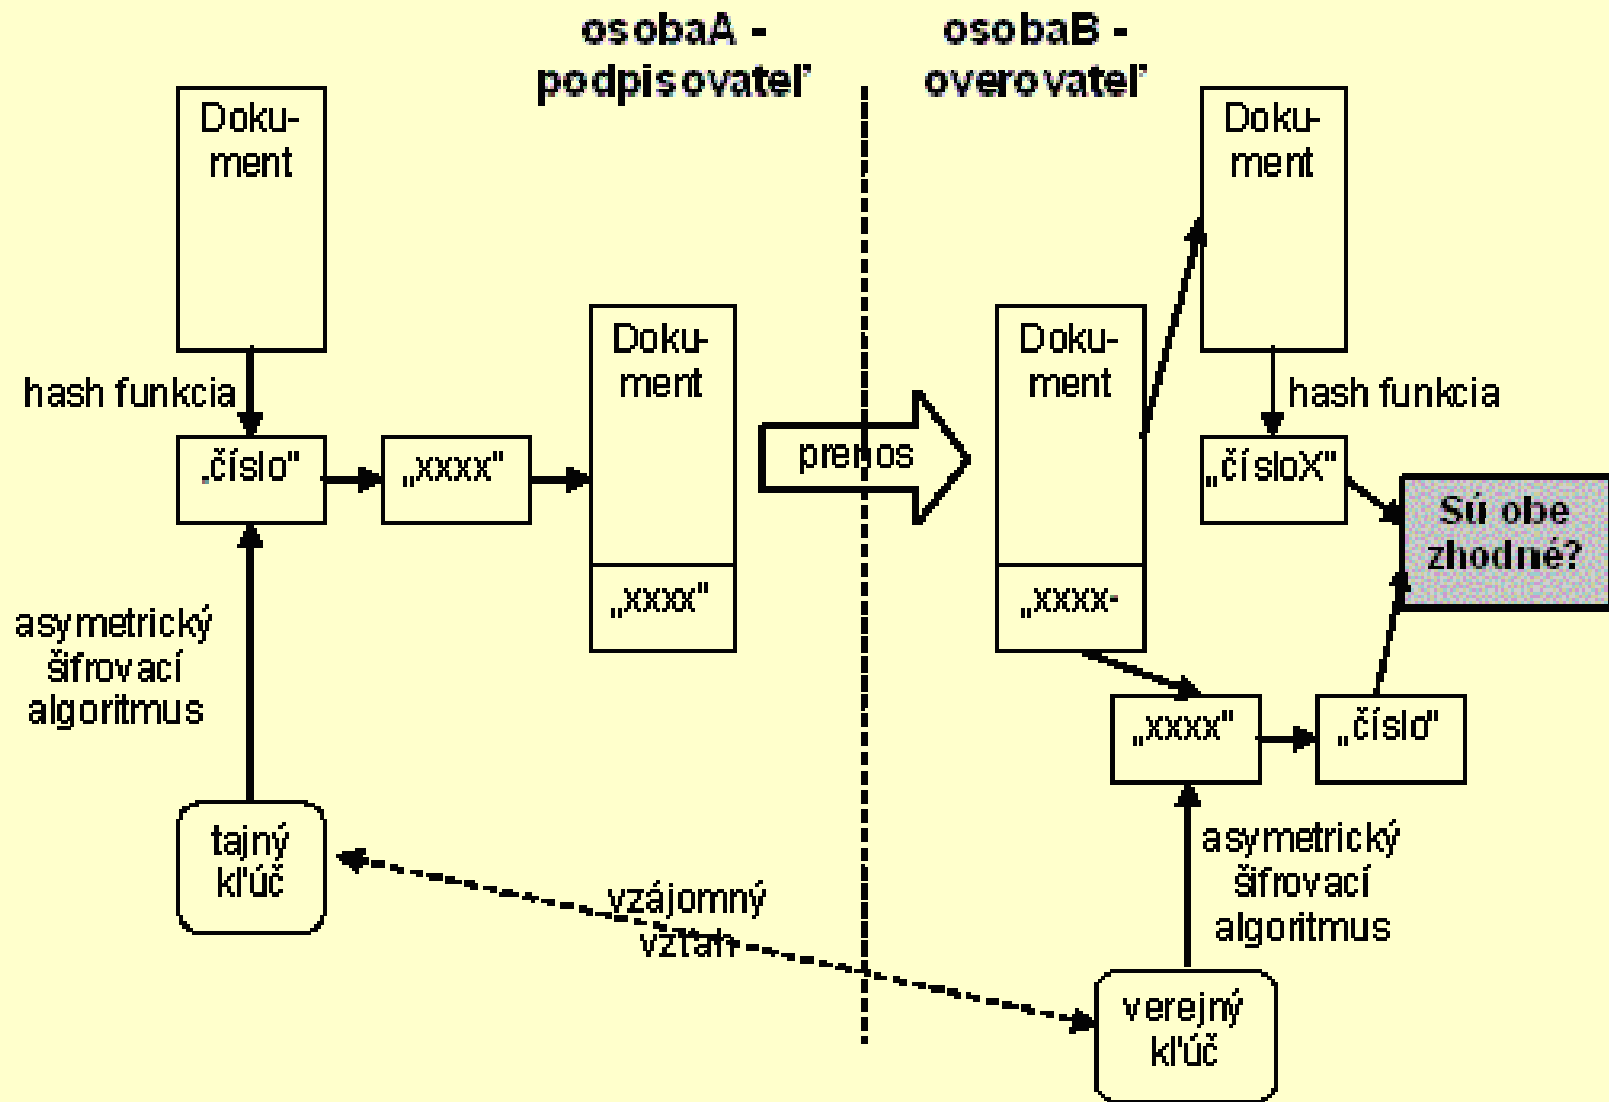 osobaA -
podpisovateľ
osobaB -
overovateľ
Doku-
ment
hash funkcia
„číslo"
„xxxx"
Doku-
ment
„xxxx"
asymetrický
šifrovací
algoritmus
tajný
kľúč
prenos
vzájomný
vzťah
Doku-
ment
„xxxx-
Doku-
ment
hash funkcia
„čísloX"
Sú obe
zhodné?
„xxxx"
„číslo"
asymetrický
šifrovací
algoritmus
verejný
kľúč